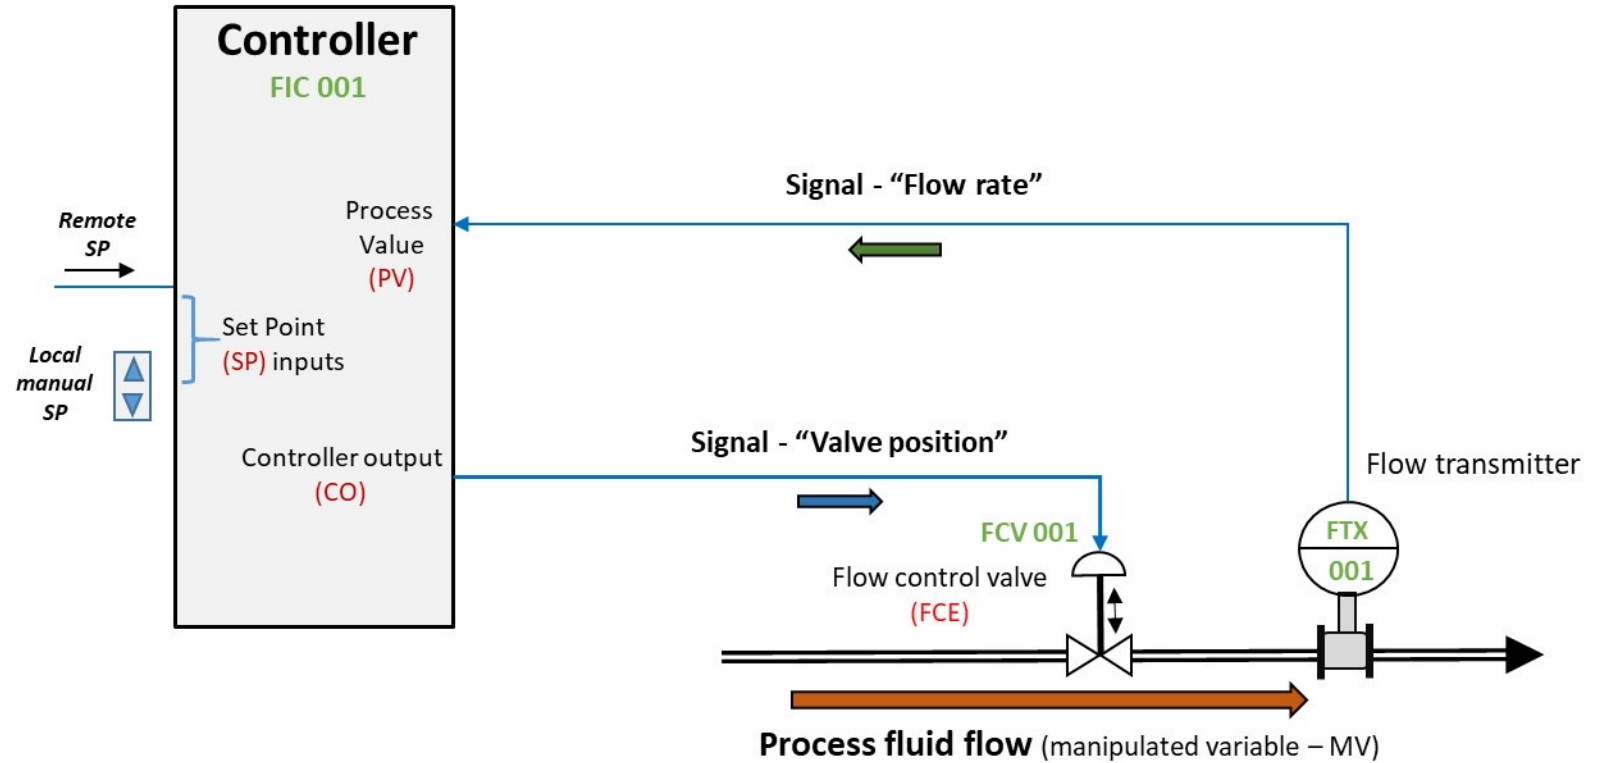 Controller
FIC 001
Signal - “Flow rate”
Process
Value
(PV)
Remote
SP
Set Point
(SP) inputs
Local
manual
SP
Signal - “Valve position”
Controller output
(CO)
Flow transmitter
FCV 001
FTX
001
Flow control valve
(FCE)
Process fluid flow (manipulated variable – MV)